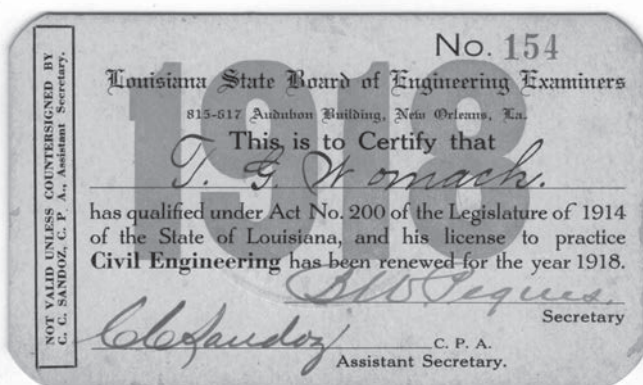 No. 154
Louisiana State Board of Engineering Examiners
815-617 Audubon Building, New Orleans, La.
This is to Certify that
T. G. Womack.
has qualified under Act No. 200 of the Legislature of 1914
of the State of Louisiana, and his license to practice
Civil Engineering has been renewed for the year 1918.
B W Pegues.
Secretary
C C Sandoz C. P. A.
Assistant Secretary.
1918
NOT VALID UNLESS COUNTERSIGNED BY
C. C. SANDOZ, C. P. A., Assistant Secretary.